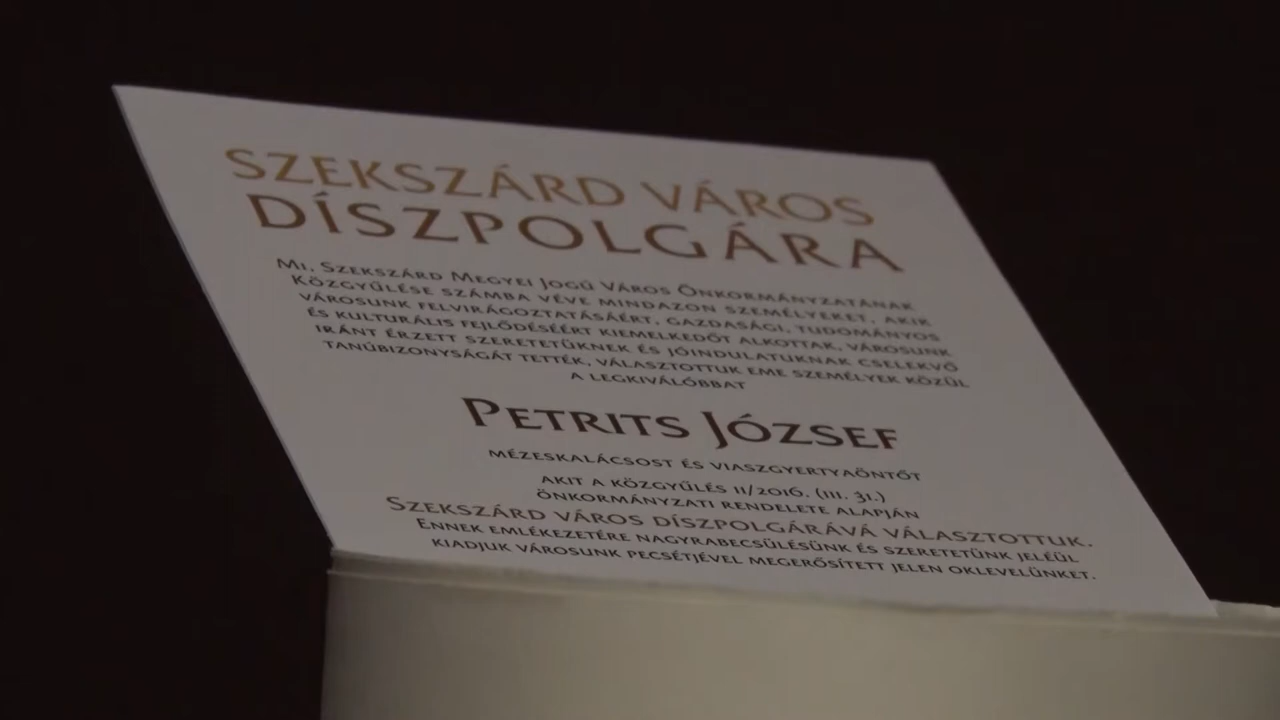 SZEKSZÁRD VÁROS
DÍSZPOLGÁRA
MI, SZEKSZÁRD MEGYEI JOGÚ VÁROS ÖNKORMÁNYZATÁNAK
KÖZGYŰLÉSE SZÁMBA VÉVE MINDAZON SZEMÉLYEKET, AKIK
VÁROSUNK FELVIRÁGOZTATÁSÁÉRT, GAZDASÁGI, TUDOMÁNYOS
ÉS KULTURÁLIS FEJLŐDÉSÉÉRT KIEMELKEDŐT ALKOTTAK, VÁROSUNK
IRÁNT ÉRZETT SZERETETÜKNEK ÉS JÓINDULATUKNAK CSELEKVŐ
TANÚBIZONYSÁGÁT TETTÉK, VÁLASZTOTTUK EME SZEMÉLYEK KÖZÜL
A LEGKIVÁLÓBBAT
PETRITS JÓZSEF
MÉZESKALÁCSOST ÉS VIASZGYERTYAÖNTŐT
AKIT A KÖZGYŰLÉS 11/2016. (III. 31.)
ÖNKORMÁNYZATI RENDELETE ALAPJÁN
SZEKSZÁRD VÁROS DÍSZPOLGÁRÁVÁ VÁLASZTOTTUK.
ENNEK EMLÉKEZETÉRE NAGYRABECSÜLÉSÜNK ÉS SZERETETÜNK JELÉÜL
KIADJUK VÁROSUNK PECSÉTJÉVEL MEGERŐSÍTETT JELEN OKLEVELÜNKET.